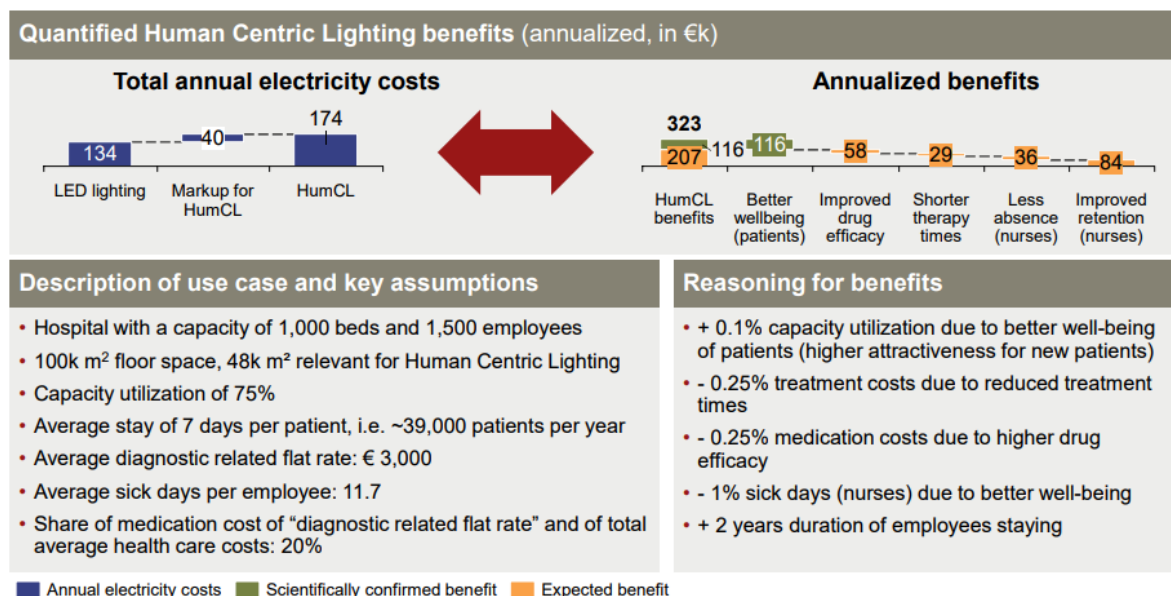 Quantified Human Centric Lighting benefits (annualized, in €k)
Total annual electricity costs
134
40
174
LED lighting
Markup for
HumCL
HumCL
Annualized benefits
323
207
116
116
58
29
36
84
HumCL
benefits
Better
wellbeing
(patients)
Improved
drug
efficacy
Shorter
therapy
times
Less
absence
(nurses)
Improved
retention
(nurses)
Description of use case and key assumptions
• Hospital with a capacity of 1,000 beds and 1,500 employees
• 100k m² floor space, 48k m² relevant for Human Centric Lighting
• Capacity utilization of 75%
• Average stay of 7 days per patient, i.e. ~39,000 patients per year
• Average diagnostic related flat rate: € 3,000
• Average sick days per employee: 11.7
• Share of medication cost of “diagnostic related flat rate” and of total
average health care costs: 20%
Reasoning for benefits
• + 0.1% capacity utilization due to better well-being
of patients (higher attractiveness for new patients)
• - 0.25% treatment costs due to reduced treatment
times
• - 0.25% medication costs due to higher drug
efficacy
• - 1% sick days (nurses) due to better well-being
• + 2 years duration of employees staying
Annual electricity costs
Scientifically confirmed benefit
Expected benefit